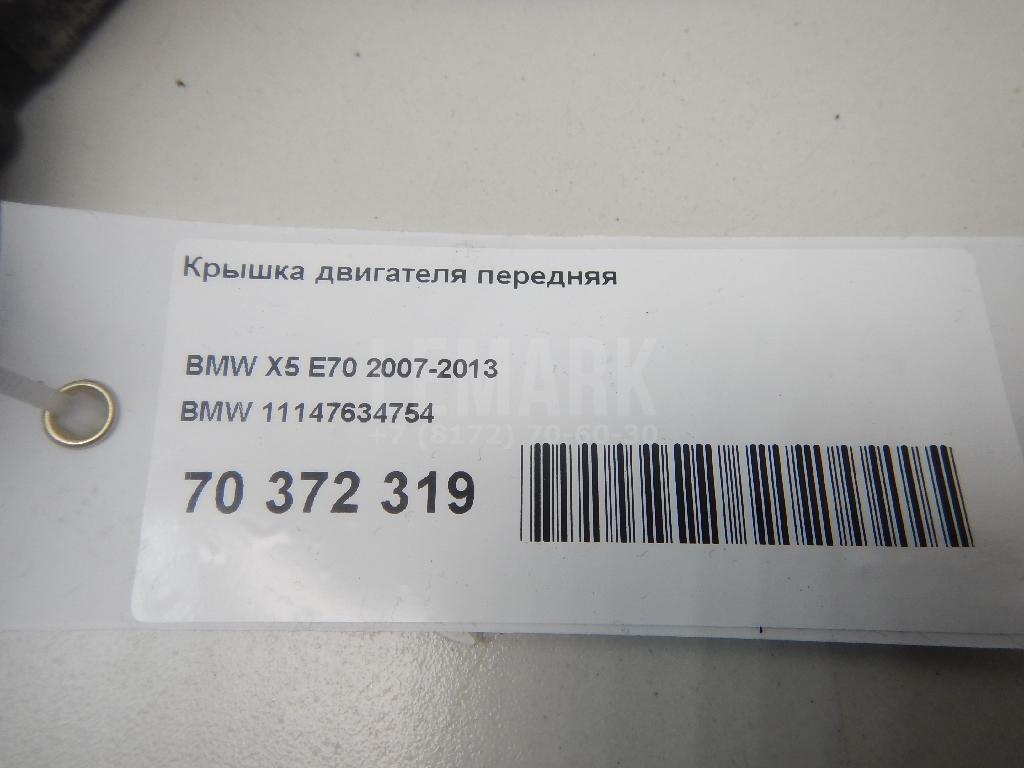 Крышка двигателя передняя
LEMARK
BMW X5 E70 2007-2013
BMW 11147634754
+7 (8172) 70-60-30
70 372 319